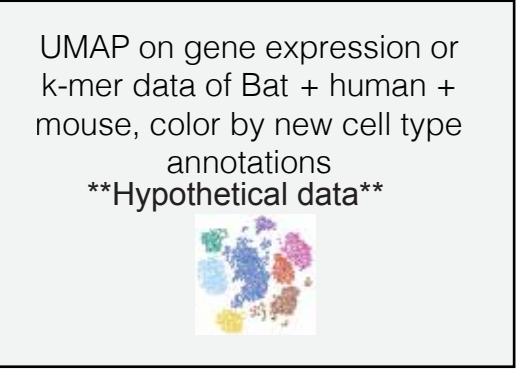 UMAP on gene expression or
k-mer data of Bat + human +
mouse, color by new cell type
annotations
**Hypothetical data**